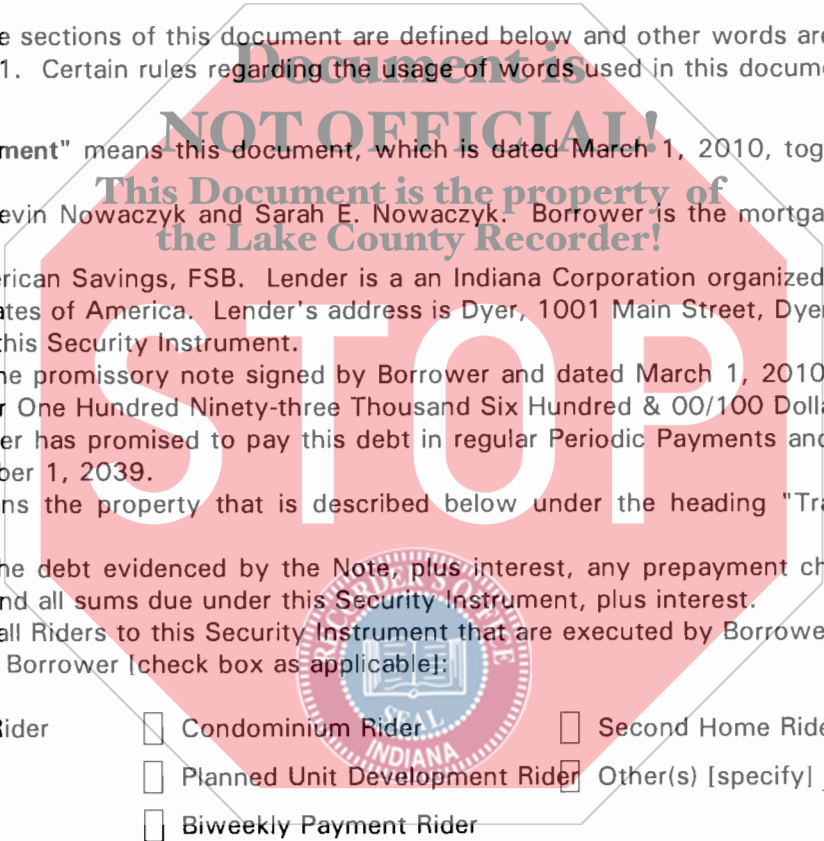 e sections of this document are defined below and other words are
Document is
1. Certain rules regarding the usage of words used in this docum
NOT OFFICIAL!
ment" means this document, which is dated March 1, 2010, tog
This Document is the property of
evin Nowaczyk and Sarah E. Nowaczyk. Borrower is the mortga
the Lake County Recorder!
erican Savings, FSB. Lender is a an Indiana Corporation organized
ates of America. Lender's address is Dyer, 1001 Main Street, Dyer
this Security Instrument.
he promissory note signed by Borrower and dated March 1, 2010
r One Hundred Ninety-three Thousand Six Hundred & 00/100 Dolla
er has promised to pay this debt in regular Periodic Payments and
ber 1, 2039.
STOP
ns the property that is described below under the heading "Tra
he debt evidenced by the Note, plus interest, any prepayment ch
nd all sums due under this Security Instrument, plus interest.
all Riders to this Security Instrument that are executed by Borrowe
Borrower [check box as applicable]:
RECORDER'S OFFICE
SEAL
INDIANA
Rider Condominium Rider Second Home Ride
Planned Unit Development Rider Other(s) [specify]
Biweekly Payment Rider